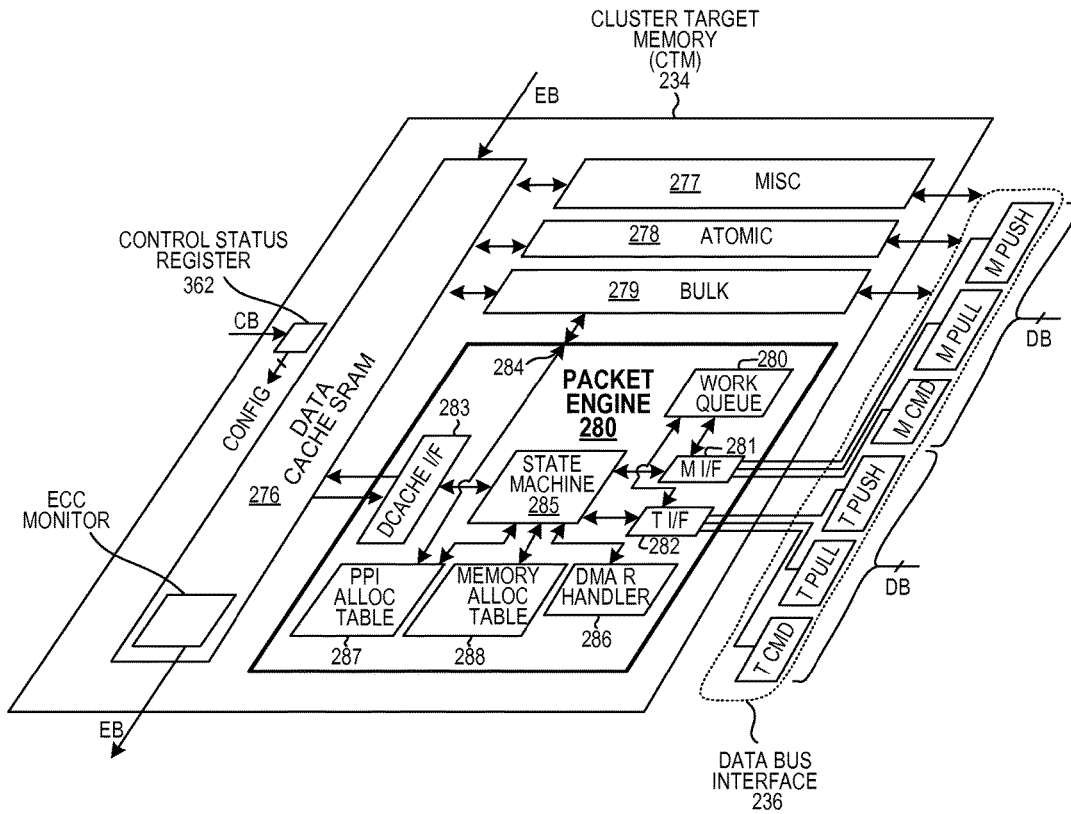 CLUSTER TARGET
MEMORY
(CTM)
234
EB
277 MISC
278 ATOMIC
279 BULK
CONTROL STATUS
REGISTER
362
CB
CONFIG
DATA
CACHE SRAM
276
ECC
MONITOR
EB
284
PACKET
ENGINE
280
280
WORK
QUEUE
283
DCACHE I/F
STATE
MACHINE
285
281
M I/F
T I/F
282
PPI
ALLOC
TABLE
287
MEMORY
ALLOC
TABLE
288
DMA R
HANDLER
286
M PUSH
M PULL
M CMD
DB
T PUSH
T PULL
T CMD
DB
DATA BUS
INTERFACE
236